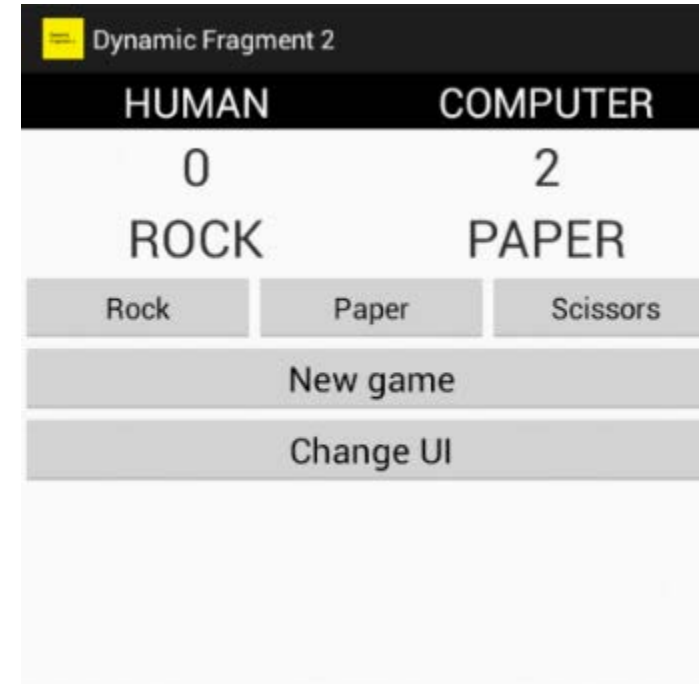 Dynamic Fragment 2
HUMAN COMPUTER
0 2
ROCK PAPER
Rock Paper Scissors
New game
Change UI